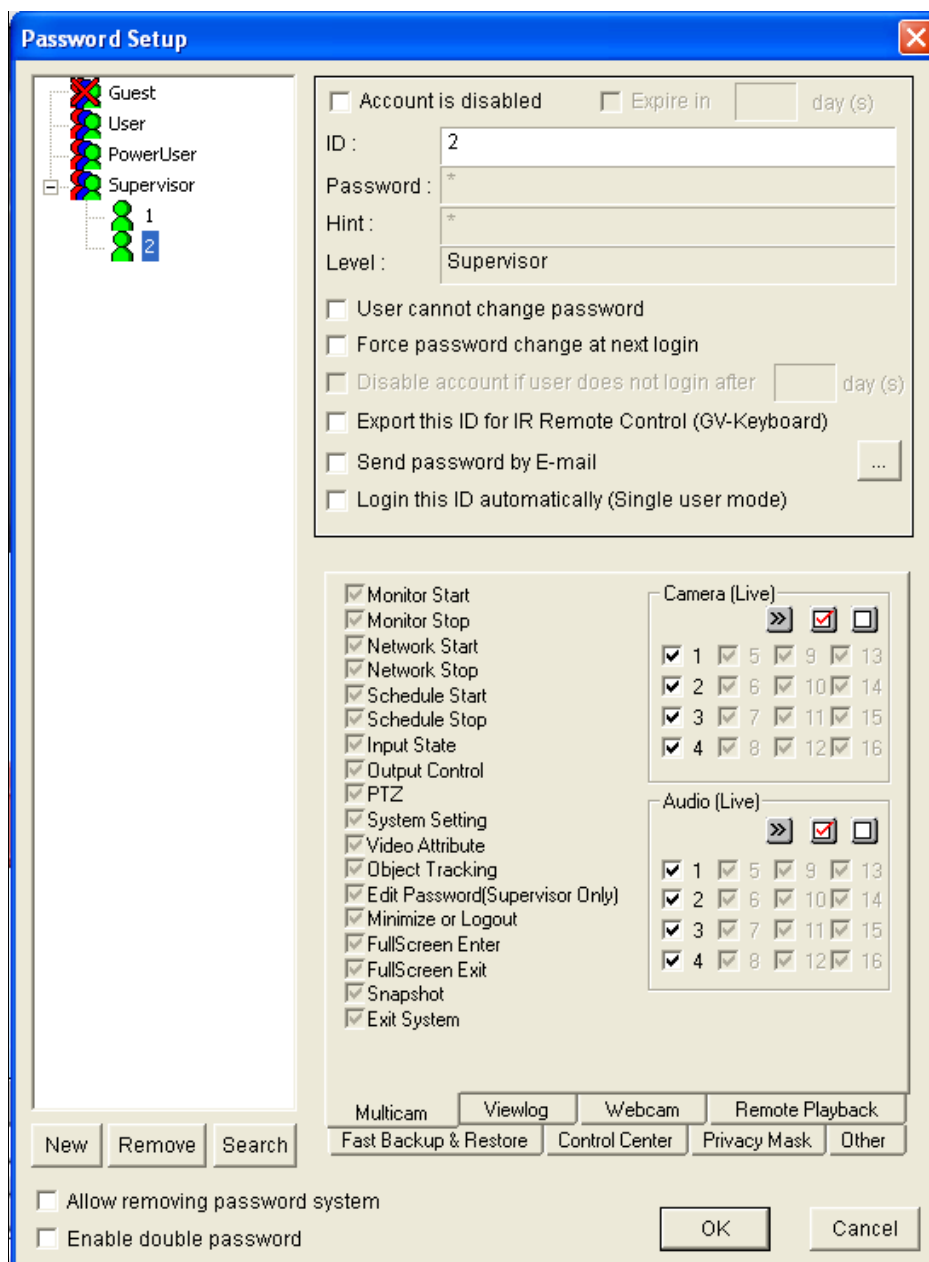 Password Setup
Guest
User
PowerUser
Supervisor
1
2
Account is disabled
Expire in
day (s)
ID :
2
Password :
*
Hint :
*
Level :
Supervisor
User cannot change password
Force password change at next login
Disable account if user does not login after
day (s)
Export this ID for IR Remote Control (GV-Keyboard)
Send password by E-mail
...
Login this ID automatically (Single user mode)
Monitor Start
Monitor Stop
Network Start
Network Stop
Schedule Start
Schedule Stop
Input State
Output Control
PTZ
System Setting
Video Attribute
Object Tracking
Edit Password(Supervisor Only)
Minimize or Logout
FullScreen Enter
FullScreen Exit
Snapshot
Exit System
Camera (Live)
1 5 9 13
2 6 10 14
3 7 11 15
4 8 12 16
Audio (Live)
1 5 9 13
2 6 10 14
3 7 11 15
4 8 12 16
Multicam Viewlog Webcam Remote Playback
Fast Backup & Restore Control Center Privacy Mask Other
New Remove Search
Allow removing password system
Enable double password
OK Cancel